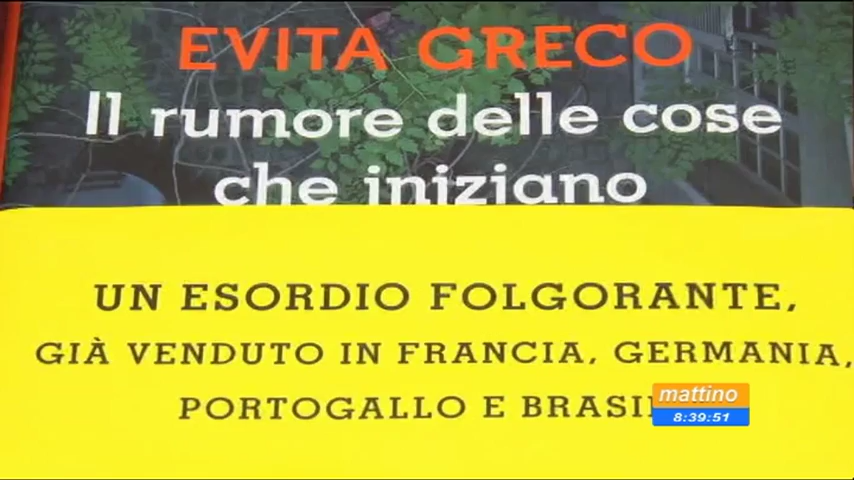 EVITA GRECO
Il rumore delle cose
che iniziano
UN ESORDIO FOLGORANTE,
GIÀ VENDUTO IN FRANCIA, GERMANIA,
PORTOGALLO E
mattino
8:39:51